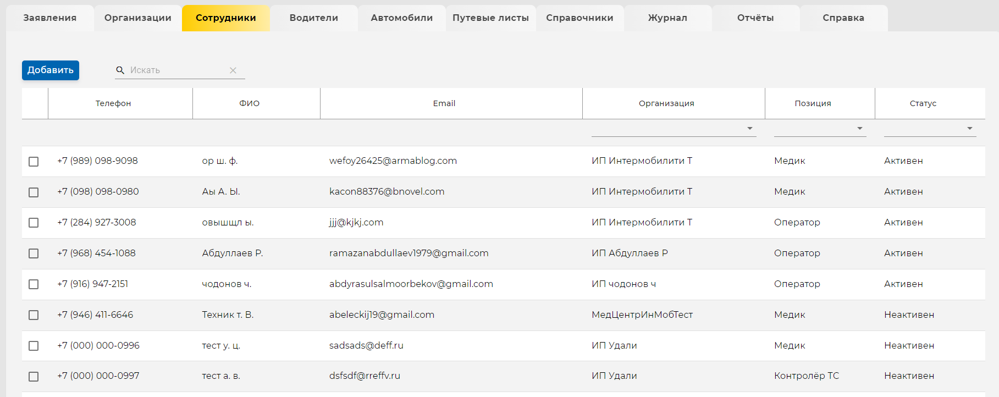 Заявления Организации Сотрудники Водители Автомобили Путевые листы Справочники Журнал Отчёты Справка
Добавить Искать
Телефон ФИО Email Организация Позиция Статус
+7 (989) 098-9098 ор ш. ф. wefoy26425@armablog.com ИП Интермобилити Т Медик Активен
+7 (098) 098-0980 Аы А. Ы. kacon88376@bnovel.com ИП Интермобилити Т Медик Активен
+7 (284) 927-3008 овышщл ы. jjj@kjkj.com ИП Интермобилити Т Оператор Активен
+7 (968) 454-1088 Абдуллаев Р. ramazanabdullaev1979@gmail.com ИП Абдуллаев Р Оператор Активен
+7 (916) 947-2151 чодонов ч. abdyrasulsalmoorbekov@gmail.com ИП чодонов ч Оператор Активен
+7 (946) 411-6646 Техник т. В. abeleckij19@gmail.com МедЦентрИнМобТест Медик Неактивен
+7 (000) 000-0996 тест у. ц. sadsads@deff.ru ИП Удали Медик Неактивен
+7 (000) 000-0997 тест а. в. dsfsdf@rreffv.ru ИП Удали Контролёр ТС Неактивен